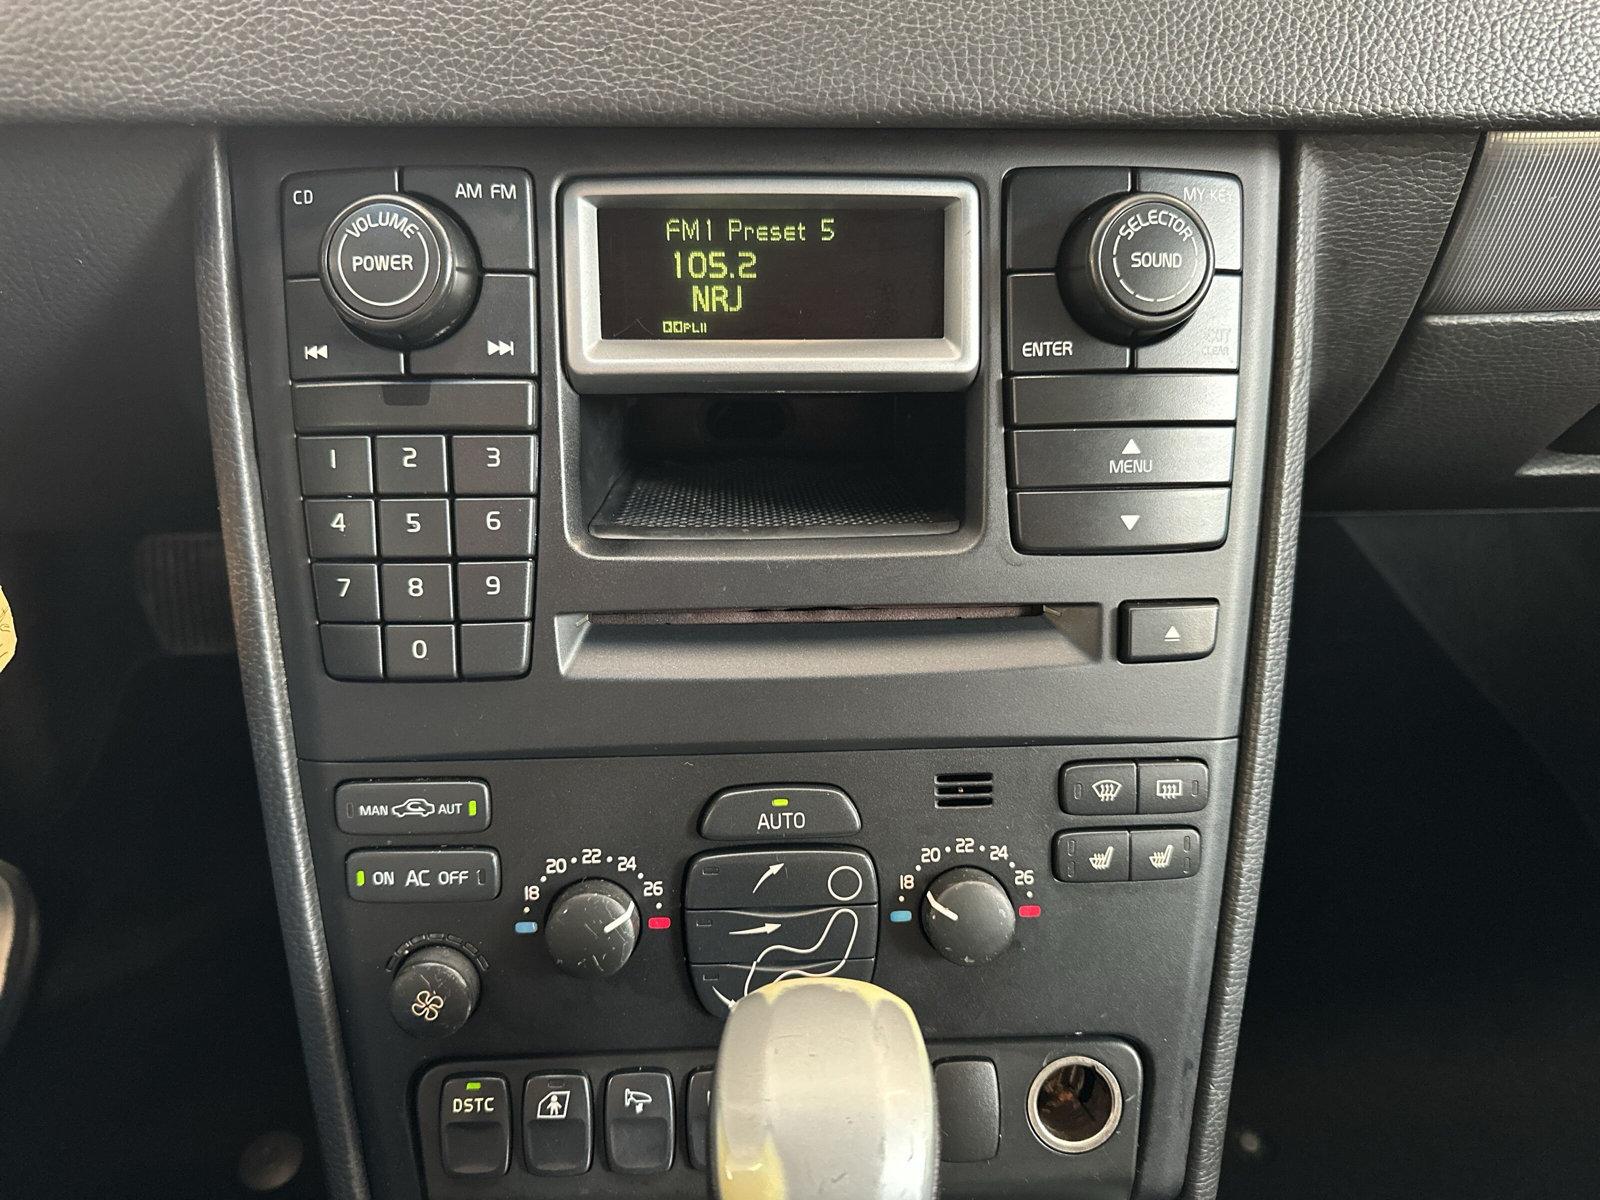 CD
AM FM
VOLUME
POWER
FM1 Preset 5
105.2
NRJ
PLII
MY KEY
SELECTOR
SOUND
ENTER
EXIT
CLEAR
1 2 3
4 5 6
7 8 9
0
MENU
MAN AUT
ON AC OFF
AUTO
18 20 22 24 26
18 20 22 24 26
DSTC